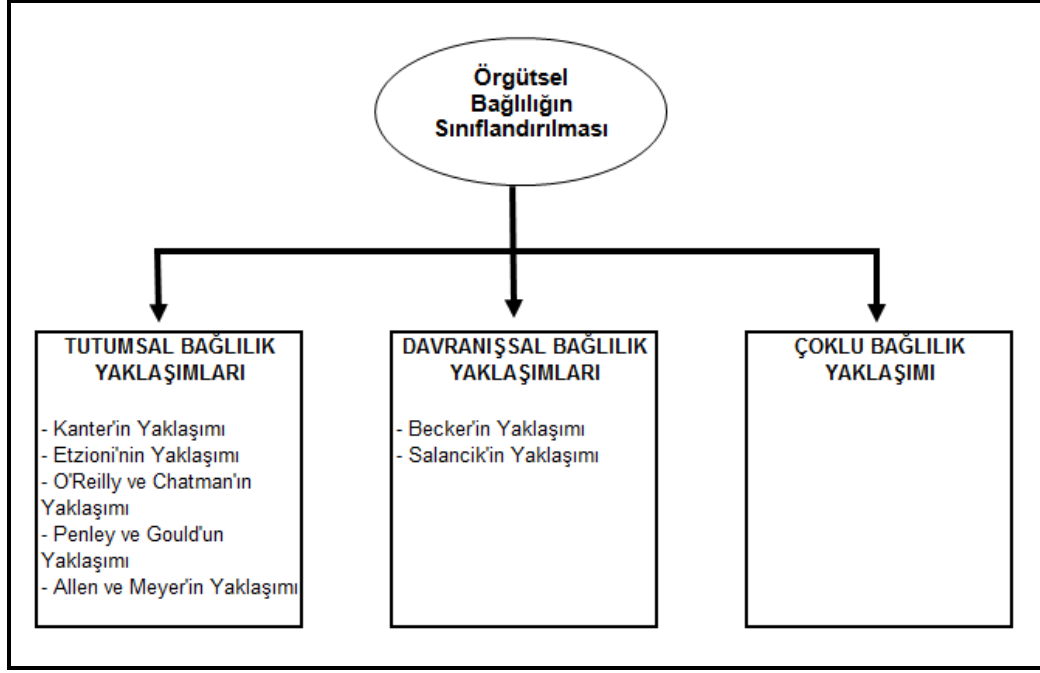 Örgütsel
Bağlılığın
Sınıflandırılması
TUTUMSAL BAĞLILIK
YAKLAŞIMLARI
- Kanter'in Yaklaşımı
- Etzioni'nin Yaklaşımı
- O'Reilly ve Chatman'ın
Yaklaşımı
- Penley ve Gould'un
Yaklaşımı
- Allen ve Meyer'in Yaklaşımı
DAVRANIŞSAL BAĞLILIK
YAKLAŞIMLARI
- Becker'in Yaklaşımı
- Salancik'in Yaklaşımı
ÇOKLU BAĞLILIK
YAKLAŞIMI